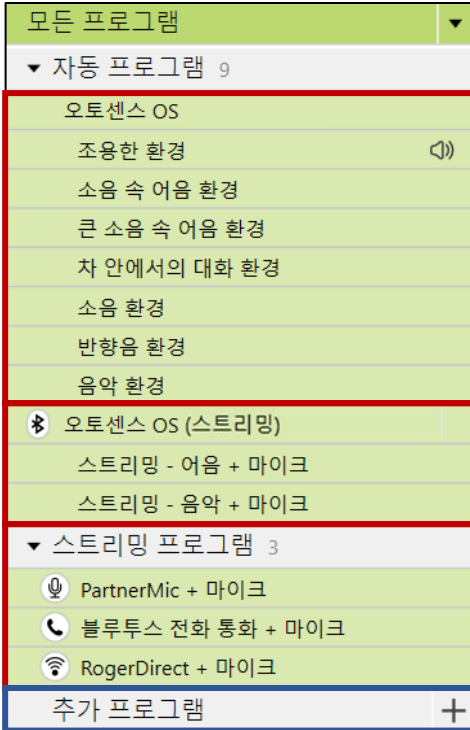 모든 프로그램
자동 프로그램 9
오토센스 OS
조용한 환경
소음 속 어음 환경
큰 소음 속 어음 환경
차 안에서의 대화 환경
소음 환경
반향음 환경
음악 환경
오토센스 OS (스트리밍)
스트리밍 - 어음 + 마이크
스트리밍 - 음악 + 마이크
스트리밍 프로그램 3
PartnerMic + 마이크
블루투스 전화 통화 + 마이크
RogerDirect + 마이크
추가 프로그램